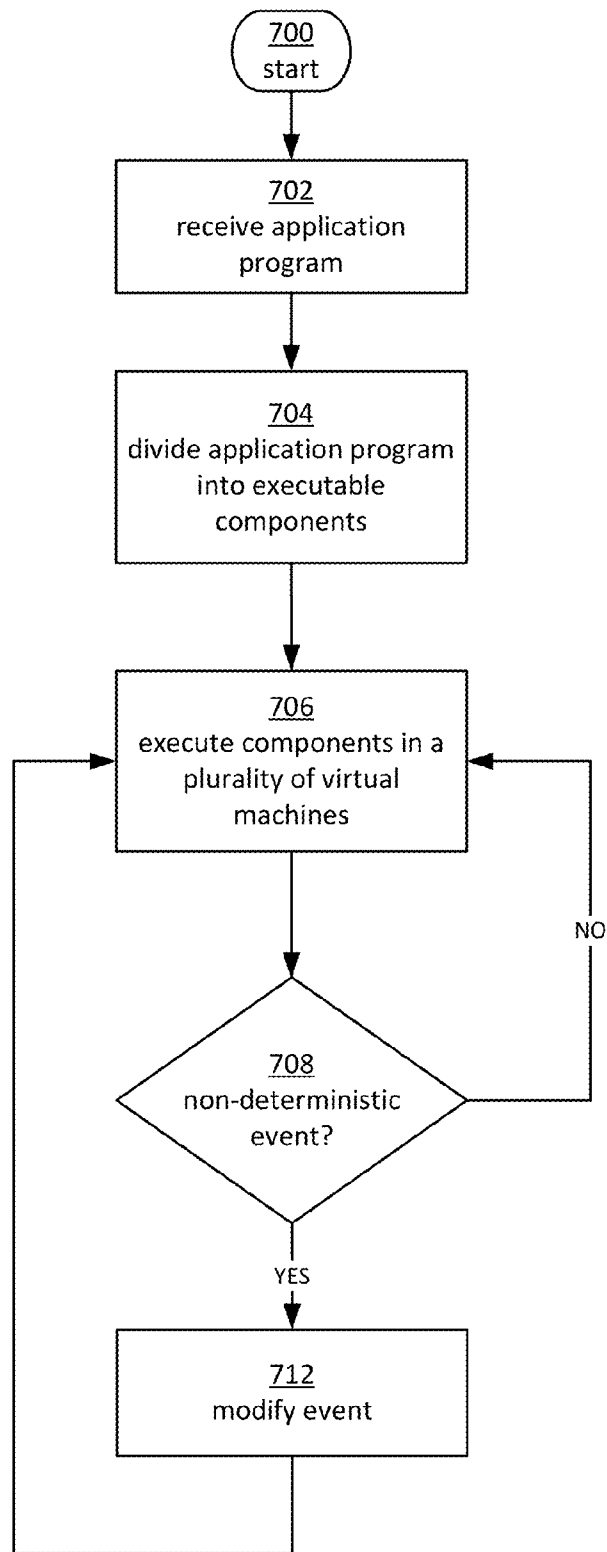 700
start
702
receive application
program
704
divide application program
into executable
components
706
execute components in a
plurality of virtual
machines
NO
708
non-deterministic
event?
YES
712
modify event